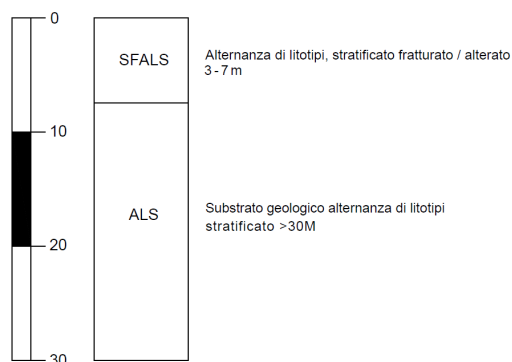 0
SFALS
Alternanza di litotipi, stratificato fratturato / alterato
3 - 7 m
10
ALS
Substrato geologico alternanza di litotipi
stratificato >30M
20
30